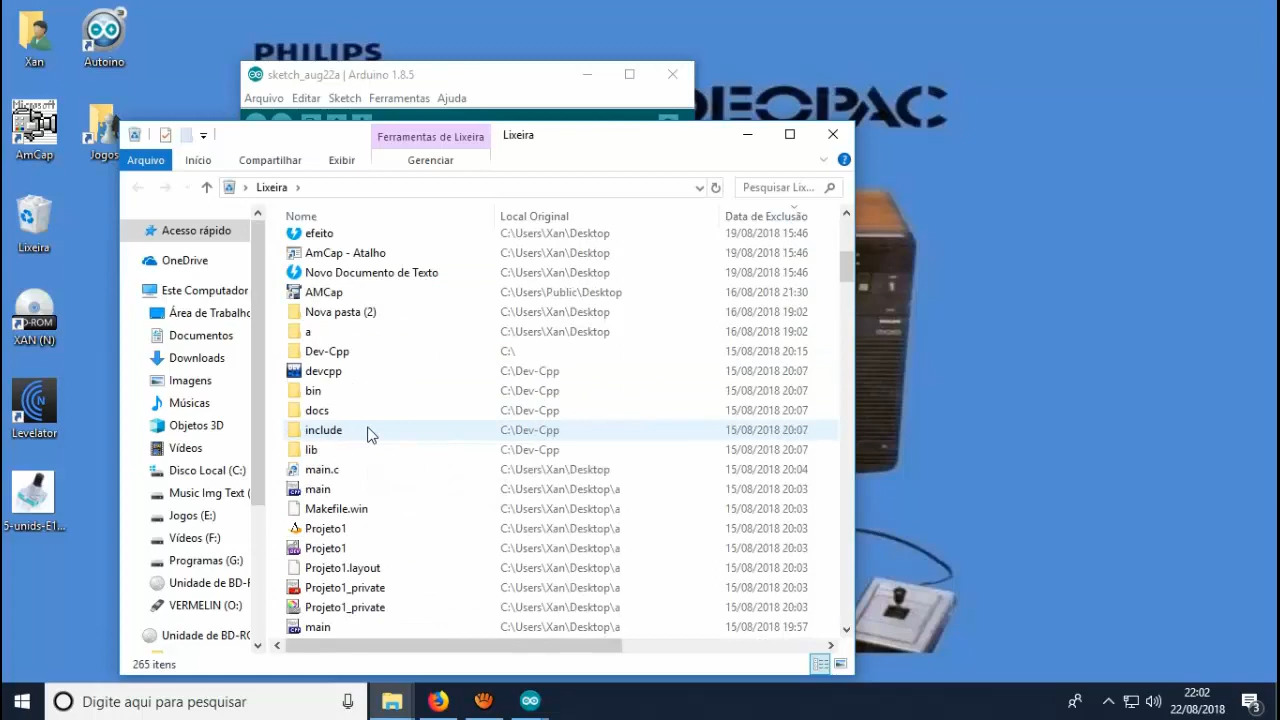 Xan
Autoino
3
PHILIPS
sketch_aug22a | Arduino 1.8.5
Arquivo Editar Sketch Ferramentas Ajuda
DEOPAC
Microsoft
AmCap
Jogos
Ferramentas de Lixeira
Lixeira
Arquivo Início Compartilhar Exibir Gerenciar
Lixeira
Pesquisar Lix...
Lixeira
D-ROM
XAN (N)
Levelator
5-unids-E1...
Acesso rápido
OneDrive
Este Computador
Área de Trabalho
Documentos
Downloads
Imagens
Músicas
Objetos 3D
Vídeos
Disco Local (C:)
Music Img Text (
Jogos (E:)
Vídeos (F:)
Programas (G:)
Unidade de BD-R
VERMELIN (O:)
Unidade de BD-RO
Nome Local Original Data de Exclusão
efeito C:\Users\Xan\Desktop 19/08/2018 15:46
AmCap - Atalho C:\Users\Xan\Desktop 19/08/2018 15:46
Novo Documento de Texto C:\Users\Xan\Desktop 19/08/2018 15:46
AMCap C:\Users\Public\Desktop 16/08/2018 21:30
Nova pasta (2) C:\Users\Xan\Desktop 16/08/2018 19:02
a C:\Users\Xan\Desktop 16/08/2018 19:02
Dev-Cpp C:\ 15/08/2018 20:15
devcpp C:\Dev-Cpp 15/08/2018 20:07
bin C:\Dev-Cpp 15/08/2018 20:07
docs C:\Dev-Cpp 15/08/2018 20:07
include C:\Dev-Cpp 15/08/2018 20:07
lib C:\Dev-Cpp 15/08/2018 20:07
main.c C:\Users\Xan\Desktop 15/08/2018 20:04
main C:\Users\Xan\Desktop\a 15/08/2018 20:03
Makefile.win C:\Users\Xan\Desktop\a 15/08/2018 20:03
Projeto1 C:\Users\Xan\Desktop\a 15/08/2018 20:03
Projeto1 C:\Users\Xan\Desktop\a 15/08/2018 20:03
Projeto1.layout C:\Users\Xan\Desktop\a 15/08/2018 20:03
Projeto1_private C:\Users\Xan\Desktop\a 15/08/2018 20:03
Projeto1_private C:\Users\Xan\Desktop\a 15/08/2018 20:03
main C:\Users\Xan\Desktop\a 15/08/2018 19:57
265 itens
Digite aqui para pesquisar
22:02
22/08/2018
3